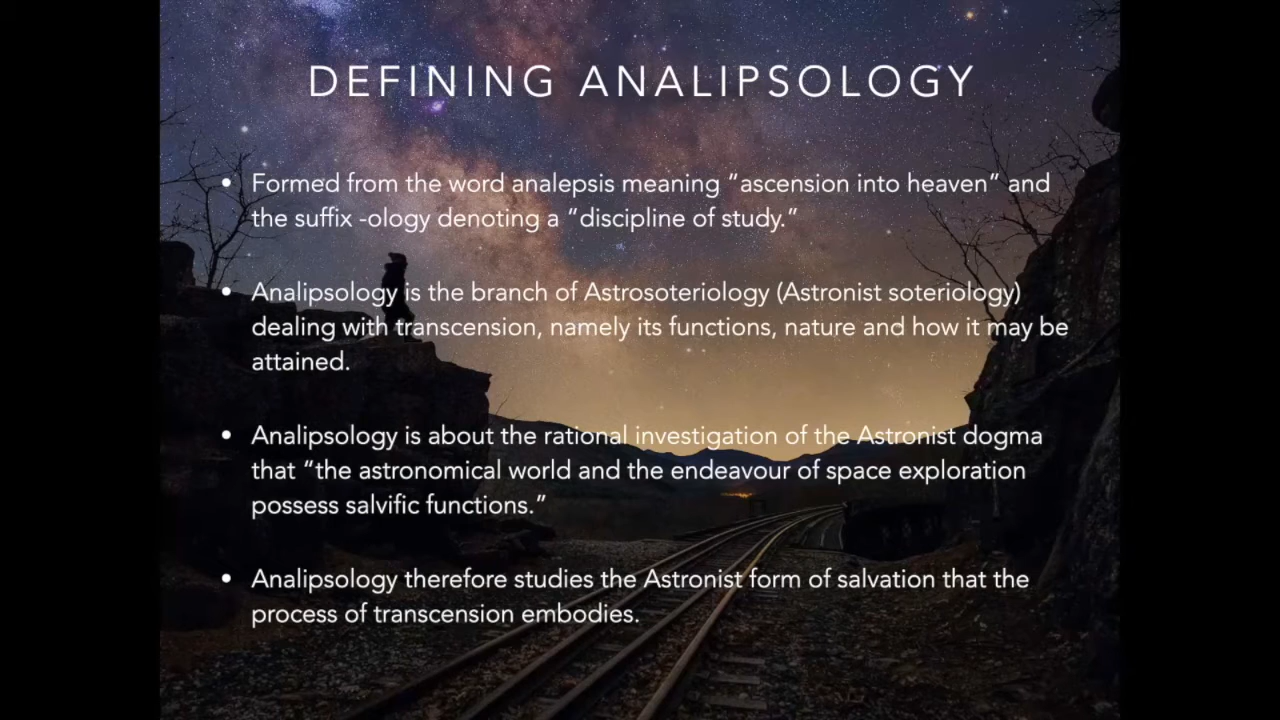 DEFINING ANALIPSOLOGY
• Formed from the word analepsis meaning “ascension into heaven” and
the suffix -ology denoting a “discipline of study.”
• Analipsology is the branch of Astrosoteriology (Astronist soteriology)
dealing with transcension, namely its functions, nature and how it may be
attained.
• Analipsology is about the rational investigation of the Astronist dogma
that “the astronomical world and the endeavour of space exploration
possess salvific functions.”
• Analipsology therefore studies the Astronist form of salvation that the
process of transcension embodies.